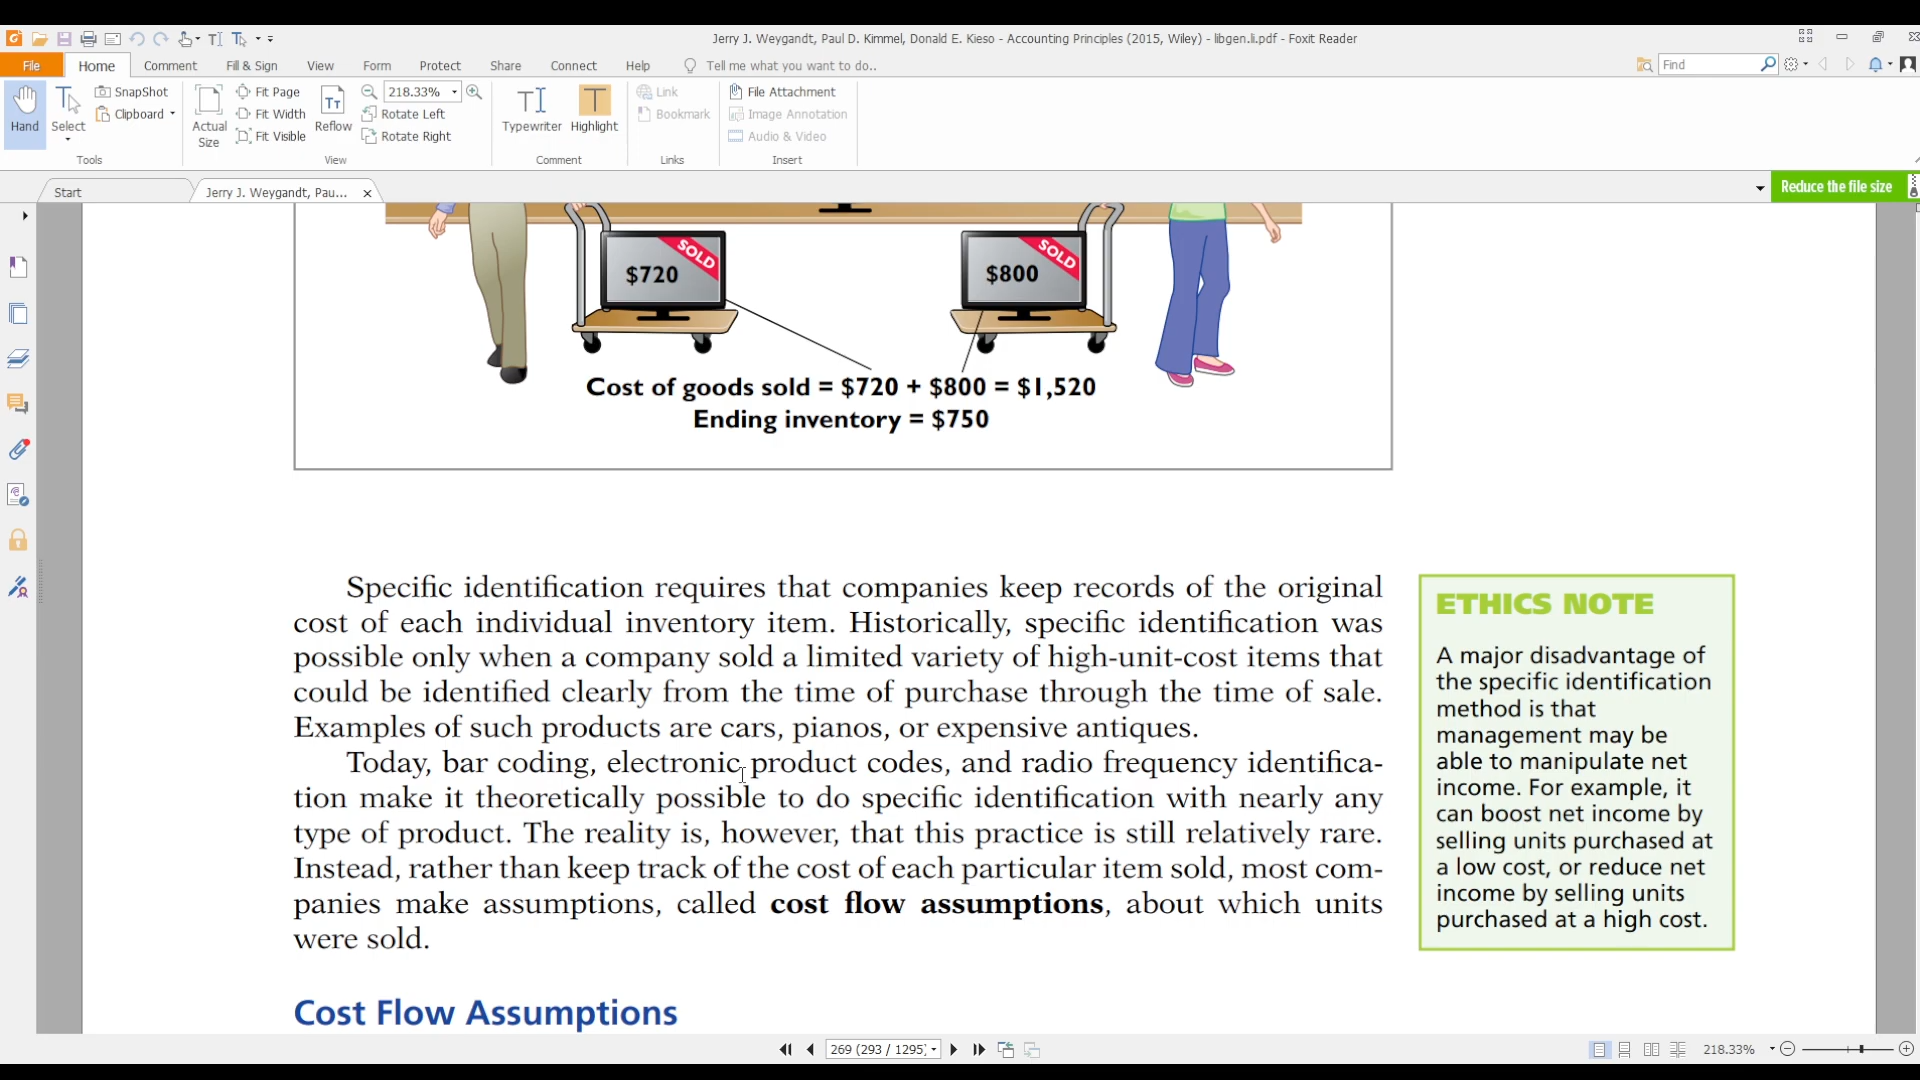 Jerry J. Weygandt, Paul D. Kimmel, Donald E. Kieso - Accounting Principles (2015, Wiley) - libgen.li.pdf - Foxit Reader
File Home Comment Fill & Sign View Form Protect Share Connect Help Tell me what you want to do.. Find
Hand Select SnapShot Clipboard Actual Size Fit Page Fit Width Fit Visible Reflow 218.33% Rotate Left Rotate Right Typewriter Highlight Link Bookmark File Attachment Image Annotation Audio & Video
Tools View Comment Links Insert
Start Jerry J. Weygandt, Pau... Reduce the file size
SOLD SOLD
$720 $800
Cost of goods sold = $720 + $800 = $1,520
Ending inventory = $750
Specific identification requires that companies keep records of the original
cost of each individual inventory item. Historically, specific identification was
possible only when a company sold a limited variety of high-unit-cost items that
could be identified clearly from the time of purchase through the time of sale.
Examples of such products are cars, pianos, or expensive antiques.
Today, bar coding, electronic product codes, and radio frequency identifica-
tion make it theoretically possible to do specific identification with nearly any
type of product. The reality is, however, that this practice is still relatively rare.
Instead, rather than keep track of the cost of each particular item sold, most com-
panies make assumptions, called cost flow assumptions, about which units
were sold.
Cost Flow Assumptions
ETHICS NOTE
A major disadvantage of
the specific identification
method is that
management may be
able to manipulate net
income. For example, it
can boost net income by
selling units purchased at
a low cost, or reduce net
income by selling units
purchased at a high cost.
269 (293 / 1295) 218.33%